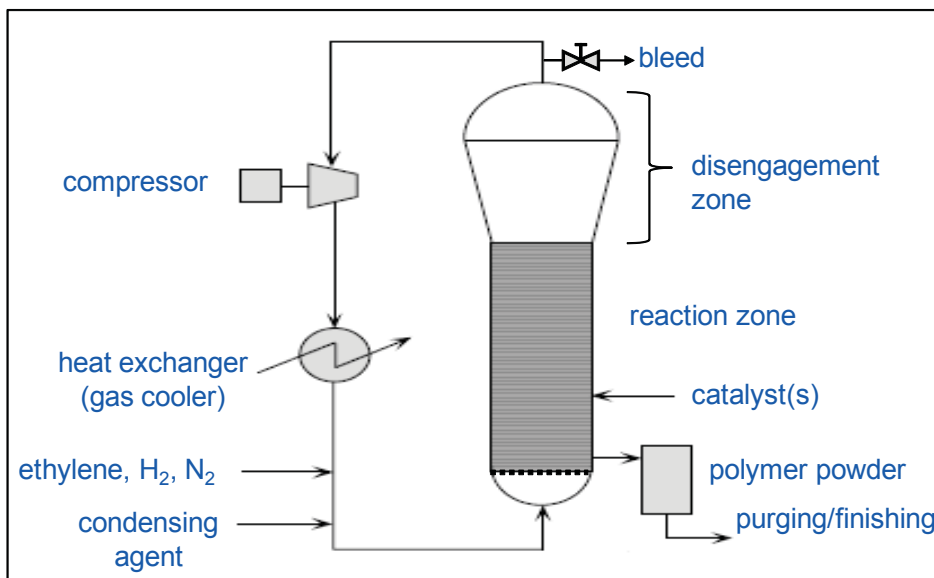 bleed
compressor
disengagement
zone
reaction zone
heat exchanger
(gas cooler)
catalyst(s)
ethylene, H₂, N₂
polymer powder
condensing
agent
purging/finishing